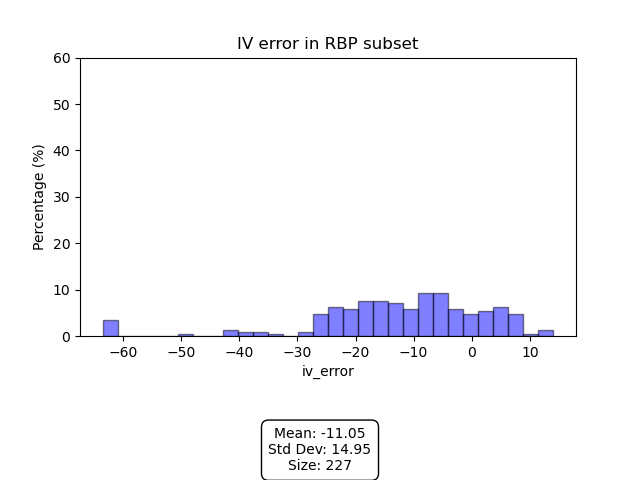 IV error in RBP subset
60
50
40
30
20
10
0
Percentage (%)
−60 −50 −40 −30 −20 −10 0 10
iv_error
Mean: -11.05
Std Dev: 14.95
Size: 227